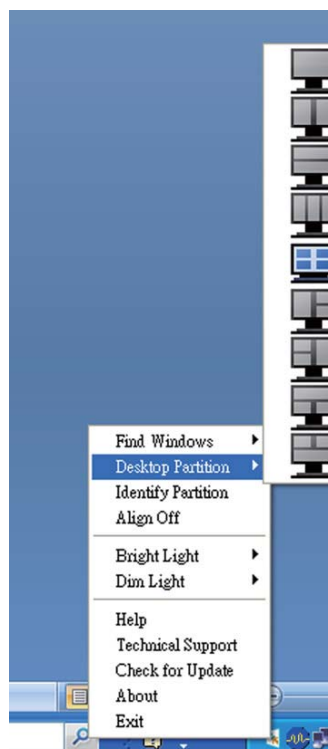 Find Windows
Desktop Partition
Identify Partition
Align Off
Bright Light
Dim Light
Help
Technical Support
Check for Update
About
Exit